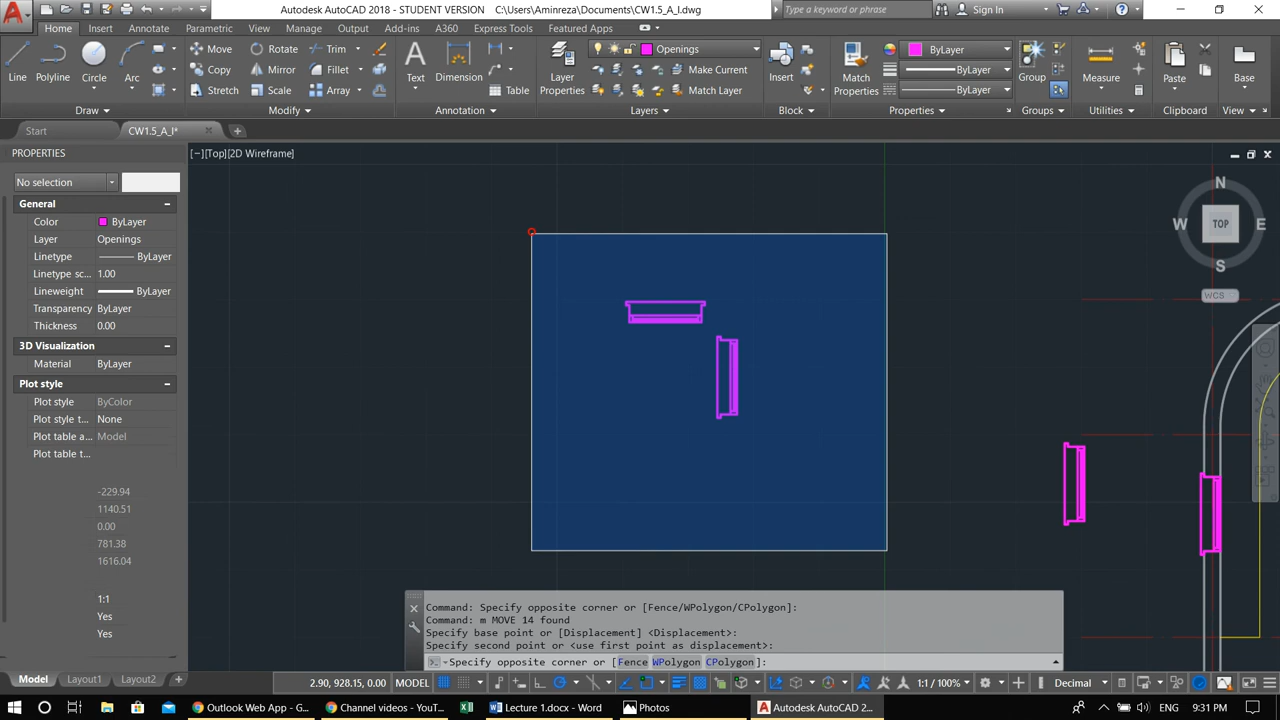 Autodesk AutoCAD 2018 - STUDENT VERSION C:\Users\Aminreza\Documents\CW1.5_A_I.dwg
Type a keyword or phrase
Sign In
Home Insert Annotate Parametric View Manage Output Add-ins A360 Express Tools Featured Apps
Line Polyline Circle Arc
Move Rotate Trim
Copy Mirror Fillet
Stretch Scale Array
Text Dimension Table
Layer Properties
Openings
Make Current
Match Layer
Insert
Match Properties
ByLayer
ByLayer
ByLayer
Group Measure Paste Base
Draw Modify Annotation Layers Block Properties Groups Utilities Clipboard View
Start CW1.5_A_I*
PROPERTIES
[−][Top][2D Wireframe]
No selection
General
Color ByLayer
Layer Openings
Linetype ByLayer
Linetype sc... 1.00
Lineweight ByLayer
Transparency ByLayer
Thickness 0.00
3D Visualization
Material ByLayer
Plot style
Plot style ByColor
Plot style t... None
Plot table a... Model
Plot table t...
-229.94
1140.51
0.00
781.38
1616.04
1:1
Yes
Yes
N
W TOP E
S
WCS
Command: Specify opposite corner or [Fence/WPolygon/CPolygon]:
Command: m MOVE 14 found
Specify base point or [Displacement] <Displacement>:
Specify second point or <use first point as displacement>:
Specify opposite corner or [Fence WPolygon CPolygon]:
Model Layout1 Layout2 +
2.90, 928.15, 0.00 MODEL 1:1 / 100% Decimal
Outlook Web App - G... Channel videos - YouT... Lecture 1.docx - Word Photos Autodesk AutoCAD 2... ENG 9:31 PM